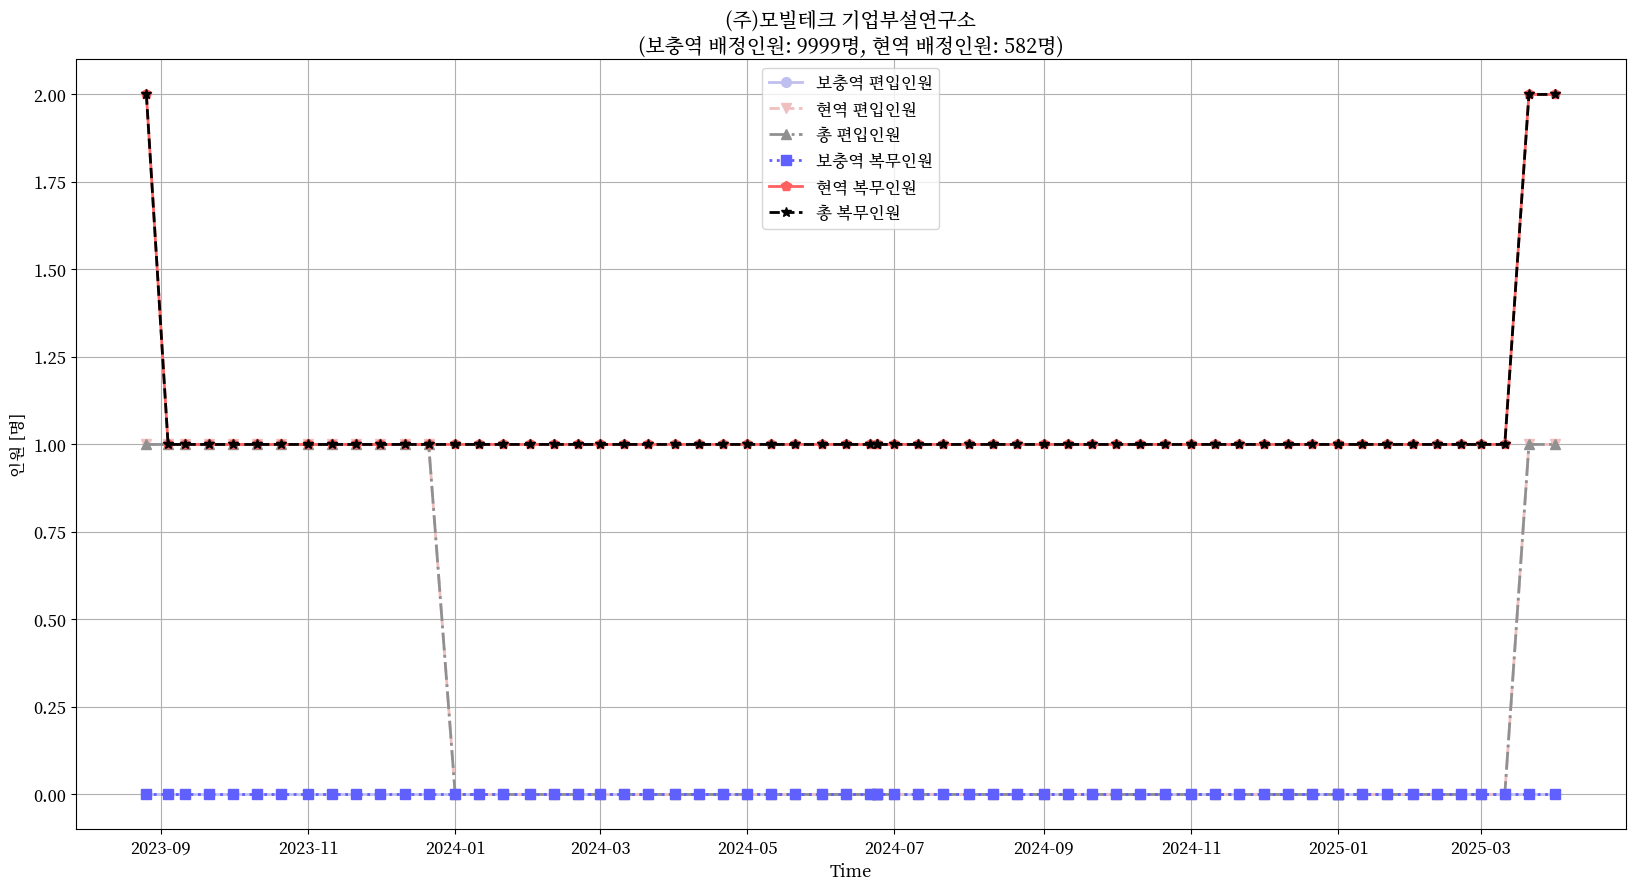 (주)모빌테크 기업부설연구소
(보충역 배정인원: 9999명, 현역 배정인원: 582명)
보충역 편입인원
현역 편입인원
총 편입인원
보충역 복무인원
현역 복무인원
총 복무인원
인원 [명]
2.00
1.75
1.50
1.25
1.00
0.75
0.50
0.25
0.00
2023-09
2023-11
2024-01
2024-03
2024-05
2024-07
2024-09
2024-11
2025-01
2025-03
Time